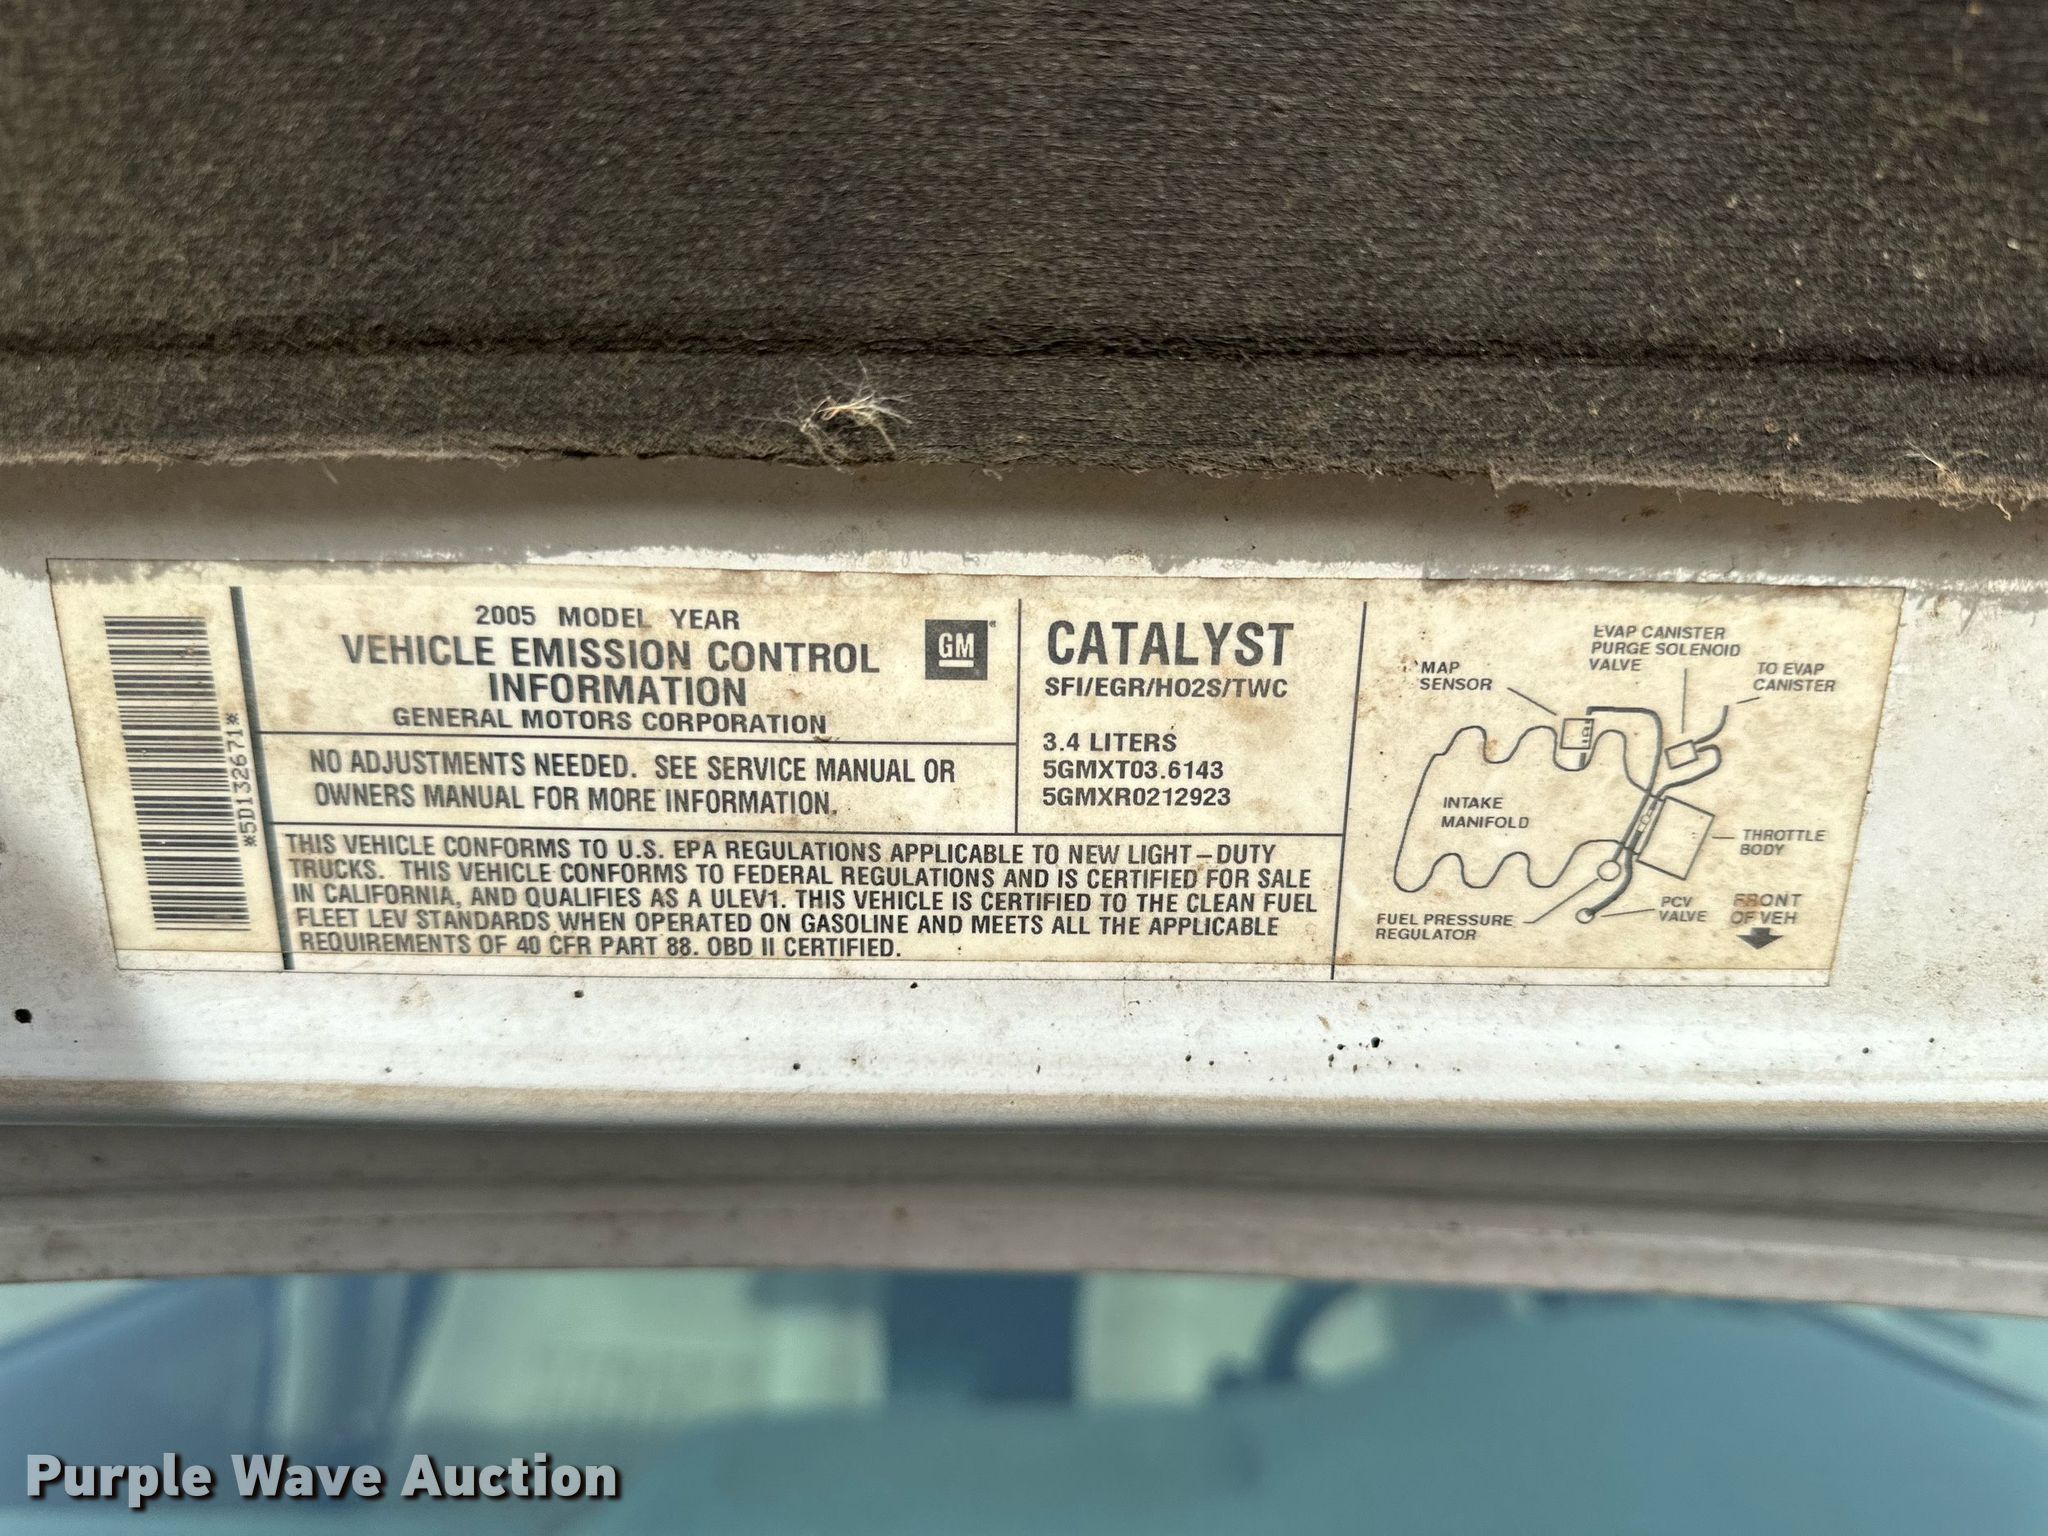 *5D132671*
2005 MODEL YEAR
VEHICLE EMISSION CONTROL
INFORMATION
GENERAL MOTORS CORPORATION
GM
NO ADJUSTMENTS NEEDED. SEE SERVICE MANUAL OR
OWNERS MANUAL FOR MORE INFORMATION.
CATALYST
SFI/EGR/HO2S/TWC
3.4 LITERS
5GMXT03.6143
5GMXR0212923
THIS VEHICLE CONFORMS TO U.S. EPA REGULATIONS APPLICABLE TO NEW LIGHT-DUTY
TRUCKS. THIS VEHICLE CONFORMS TO FEDERAL REGULATIONS AND IS CERTIFIED FOR SALE
IN CALIFORNIA, AND QUALIFIES AS A ULEV1. THIS VEHICLE IS CERTIFIED TO THE CLEAN FUEL
FLEET LEV STANDARDS WHEN OPERATED ON GASOLINE AND MEETS ALL THE APPLICABLE
REQUIREMENTS OF 40 CFR PART 88. OBD II CERTIFIED.
EVAP CANISTER
PURGE SOLENOID
VALVE
MAP
SENSOR
TO EVAP
CANISTER
INTAKE
MANIFOLD
THROTTLE
BODY
PCV
VALVE
FRONT
OF VEH
FUEL PRESSURE
REGULATOR
Purple Wave Auction